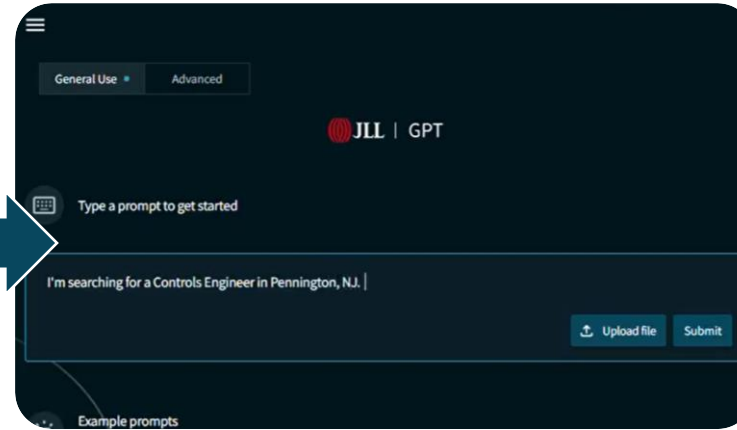 General Use Advanced
JLL | GPT
Type a prompt to get started
I'm searching for a Controls Engineer in Pennington, NJ.
Upload file Submit
Example prompts